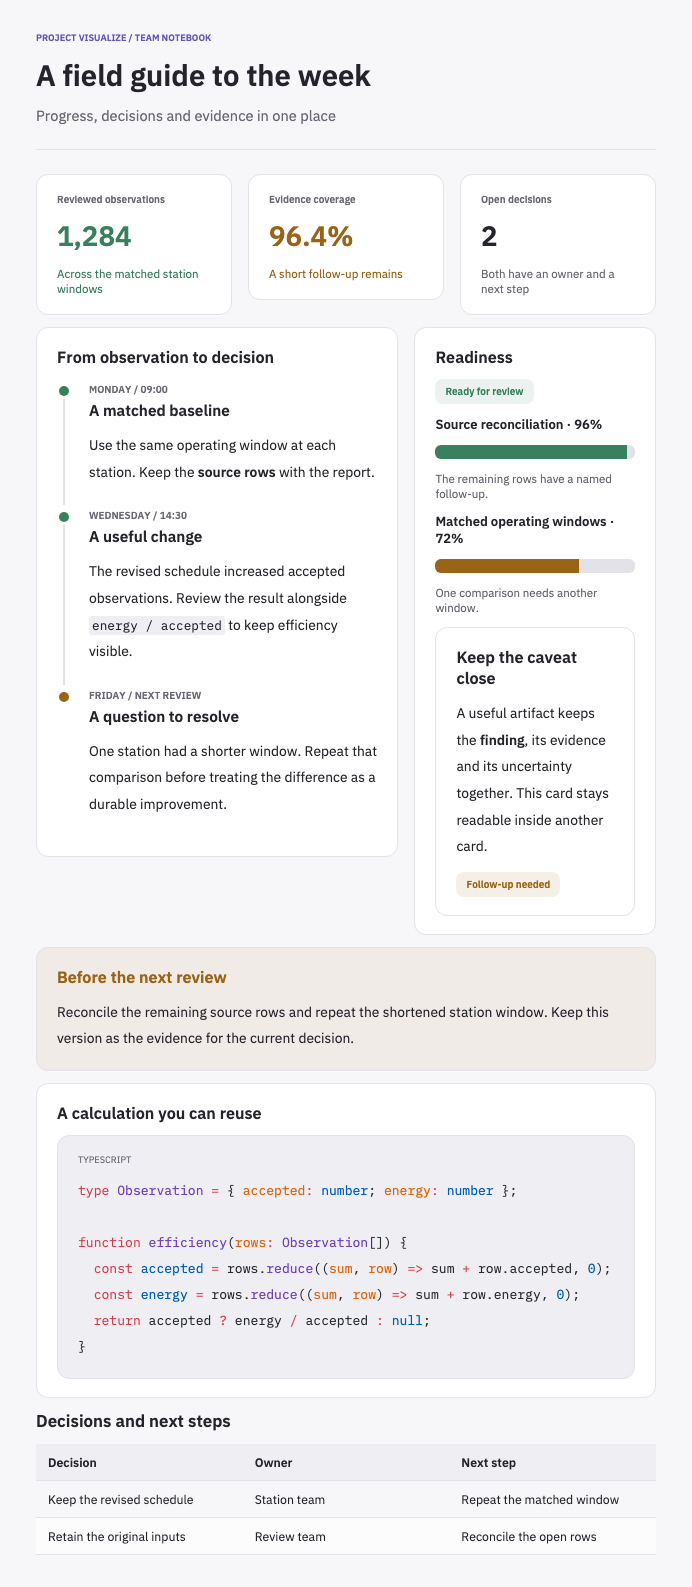 PROJECT VISUALIZE / TEAM NOTEBOOK
A field guide to the week
Progress, decisions and evidence in one place
Reviewed observations
1,284
Across the matched station
windows
Evidence coverage
96.4%
A short follow-up remains
Open decisions
2
Both have an owner and a
next step
From observation to decision
MONDAY / 09:00
A matched baseline
Use the same operating window at each
station. Keep the source rows with the report.
WEDNESDAY / 14:30
A useful change
The revised schedule increased accepted
observations. Review the result alongside
energy / accepted to keep efficiency
visible.
FRIDAY / NEXT REVIEW
A question to resolve
One station had a shorter window. Repeat that
comparison before treating the difference as a
durable improvement.
Readiness
Ready for review
Source reconciliation · 96%
The remaining rows have a named
follow-up.
Matched operating windows ·
72%
One comparison needs another
window.
Keep the caveat
close
A useful artifact keeps
the finding, its evidence
and its uncertainty
together. This card stays
readable inside another
card.
Follow-up needed
Before the next review
Reconcile the remaining source rows and repeat the shortened station window. Keep this
version as the evidence for the current decision.
A calculation you can reuse
TYPESCRIPT
type Observation = { accepted: number; energy: number };
function efficiency(rows: Observation[]) {
  const accepted = rows.reduce((sum, row) => sum + row.accepted, 0);
  const energy = rows.reduce((sum, row) => sum + row.energy, 0);
  return accepted ? energy / accepted : null;
}
Decisions and next steps
Decision Owner Next step
Keep the revised schedule Station team Repeat the matched window
Retain the original inputs Review team Reconcile the open rows